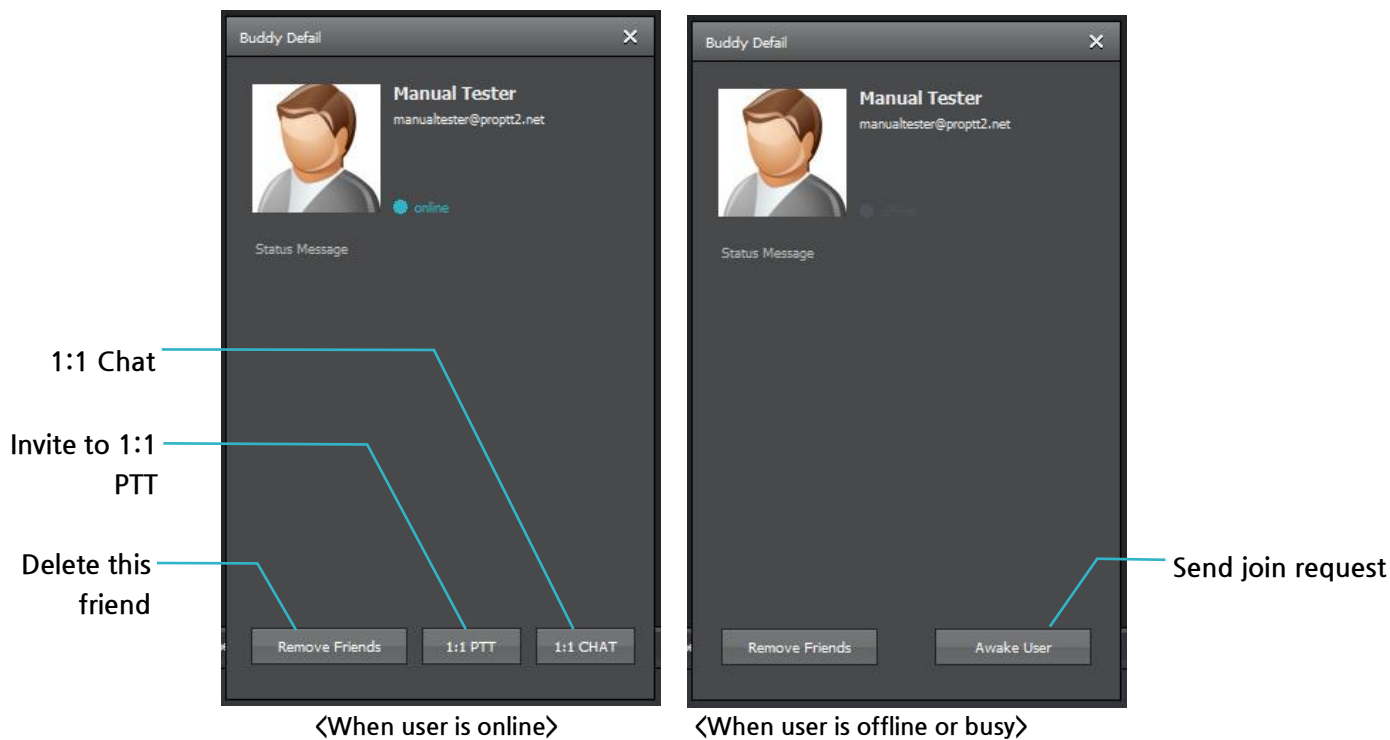 Buddy Defail
Manual Tester
manualtester@proptt2.net
online
Status Message
1:1 Chat
Invite to 1:1
PTT
Delete this
friend
Remove Friends
1:1 PTT
1:1 CHAT
<When user is online>
Buddy Defail
Manual Tester
manualtester@proptt2.net
offline
Status Message
Send join request
Remove Friends
Awake User
<When user is offline or busy>